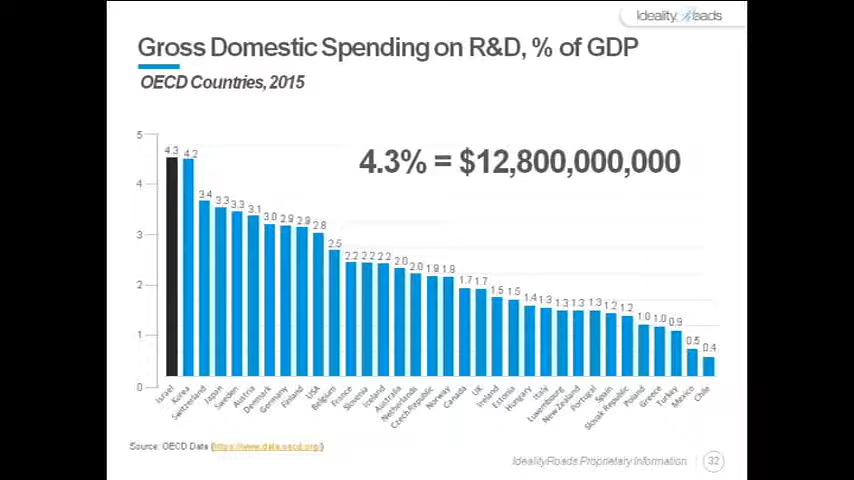 Ideality Roads
Gross Domestic Spending on R&D, % of GDP
OECD Countries, 2015
4.3% = $12,800,000,000
5
4
3
2
1
0
4.3 4.2 3.4 3.3 3.3 3.1 3.0 2.9 2.9 2.8 2.5 2.2 2.2 2.2 2.0 2.0 1.9 1.9 1.7 1.7 1.5 1.5 1.4 1.3 1.3 1.3 1.3 1.2 1.2 1.0 1.0 0.9 0.5 0.4
Israel Korea Switzerland Japan Sweden Austria Denmark Germany Finland USA Belgium France Slovenia Iceland Australia Netherlands Czech Republic Norway Canada UK Ireland Estonia Hungary Italy Luxembourg New Zealand Portugal Spain Slovak Republic Poland Greece Turkey Mexico Chile
Source: OECD Data (https://www.data.oecd.org/)
IdealityRoads Proprietary Information 32